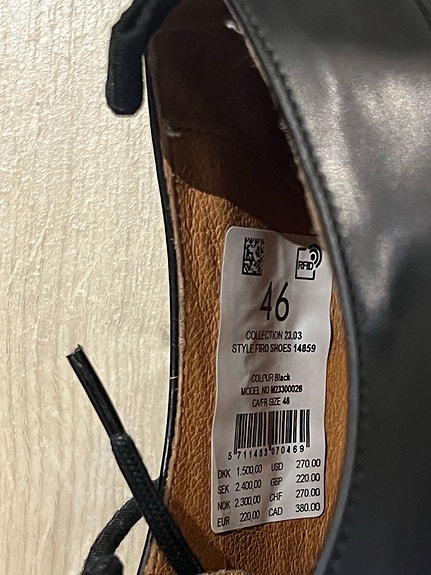 RFID
46
COLLECTION 23.03
STYLE FIRO SHOES 14859
COLOUR Black
MODEL NO M23300026
CA/FR SIZE 46
5 711453 070469
DKK 1.500,00 USD 270.00
SEK 2.400,00 GBP 220.00
NOK 2.300,00 CHF 270.00
EUR 220,00 CAD 380.00